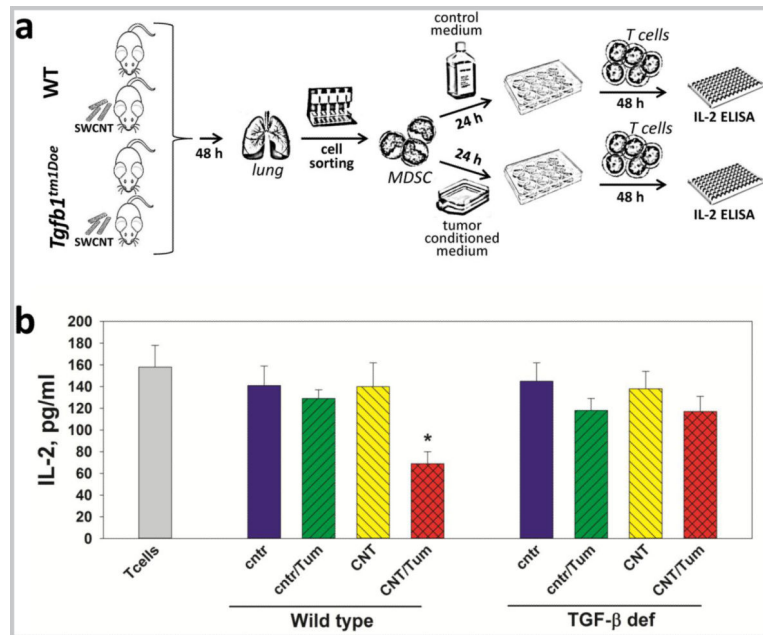 a
WT
SWCNT
Tgfb1tm1Doe
SWCNT
48 h
lung
cell
sorting
MDSC
control
medium
24 h
24 h
tumor
conditioned
medium
T cells
48 h
IL-2 ELISA
T cells
48 h
IL-2 ELISA
b
IL-2, pg/ml
200
180
160
140
120
100
80
60
40
20
0
*
Tcells
cntr
cntr/Tum
CNT
CNT/Tum
cntr
cntr/Tum
CNT
CNT/Tum
Wild type
TGF-β def